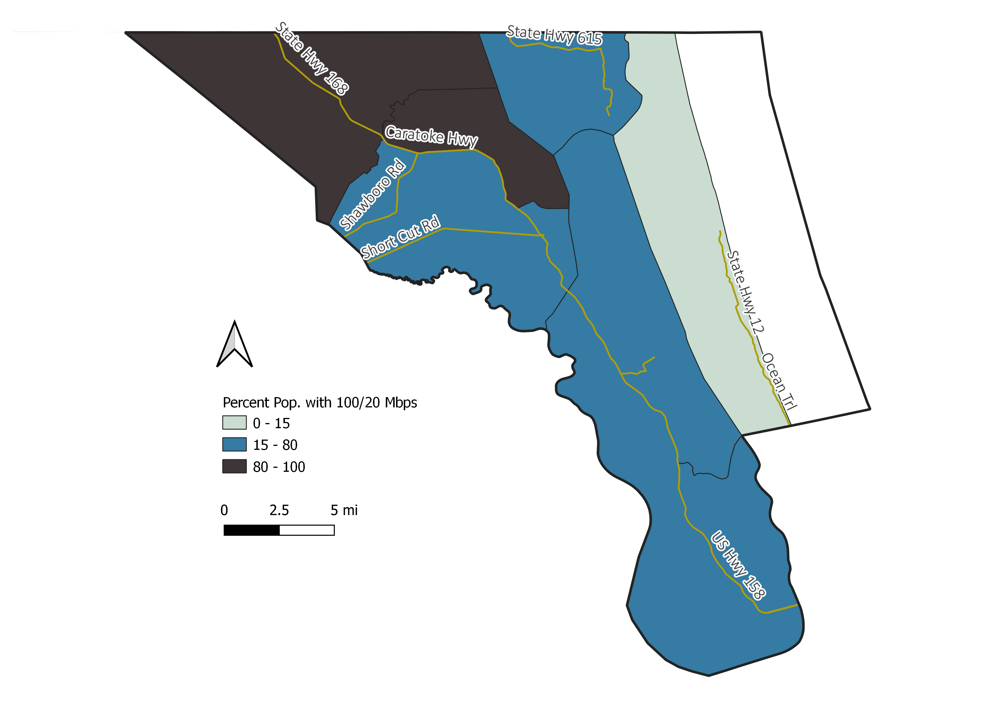 State Hwy 168
State Hwy 615
Caratoke Hwy
Shawboro Rd
Short Cut Rd
State Hwy 12
Ocean Trl
US Hwy 158
Percent Pop. with 100/20 Mbps
0 - 15
15 - 80
80 - 100
0 2.5 5 mi